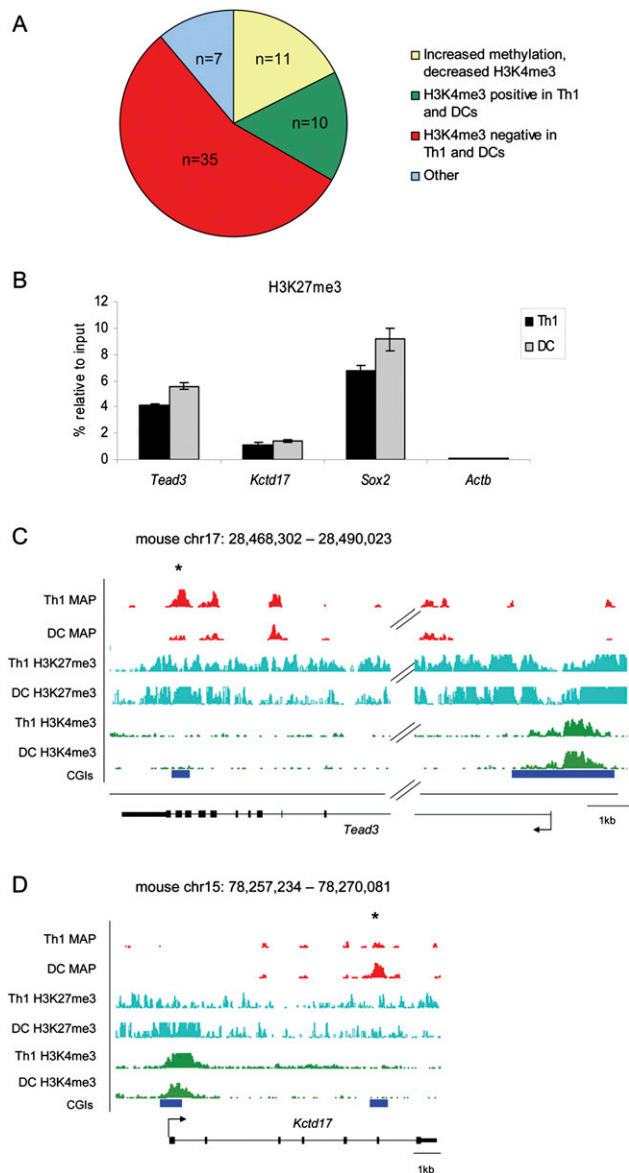 A
n=7
n=11
n=10
n=35
Increased methylation,
decreased H3K4me3
H3K4me3 positive in Th1
and DCs
H3K4me3 negative in
Th1 and DCs
Other
B
H3K27me3
% relative to input
12
10
8
6
4
2
0
Th1
DC
Tead3
Kctd17
Sox2
Actb
C
mouse chr17: 28,468,302 – 28,490,023
*
Th1 MAP
DC MAP
Th1 H3K27me3
DC H3K27me3
Th1 H3K4me3
DC H3K4me3
CGIs
Tead3
1kb
D
mouse chr15: 78,257,234 – 78,270,081
*
Th1 MAP
DC MAP
Th1 H3K27me3
DC H3K27me3
Th1 H3K4me3
DC H3K4me3
CGIs
Kctd17
1kb